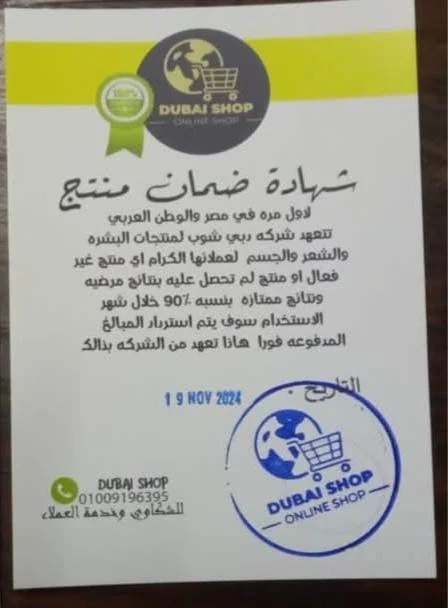 100%
DUBAI SHOP
ONLINE SHOP
شهادة ضمان منتج
لاول مره في مصر والوطن العربي
تتعهد شركه دبي شوب لمنتجات البشره
والشعر والجسم لعملائها الكرام اي منتج غير
فعال او منتج لم تحصل عليه بنتائج مرضيه
ونتائج ممتازه بنسبه 90% خلال شهر
الاستخدام سوف يتم استرداد المبالغ
المدفوعه فورا هاذا تعهد من الشركه بذالك
التاريخ :
19 NOV 2024
DUBAI SHOP
ONLINE SHOP
DUBAI SHOP
01009196395
للشكاوي وخدمة العملاء